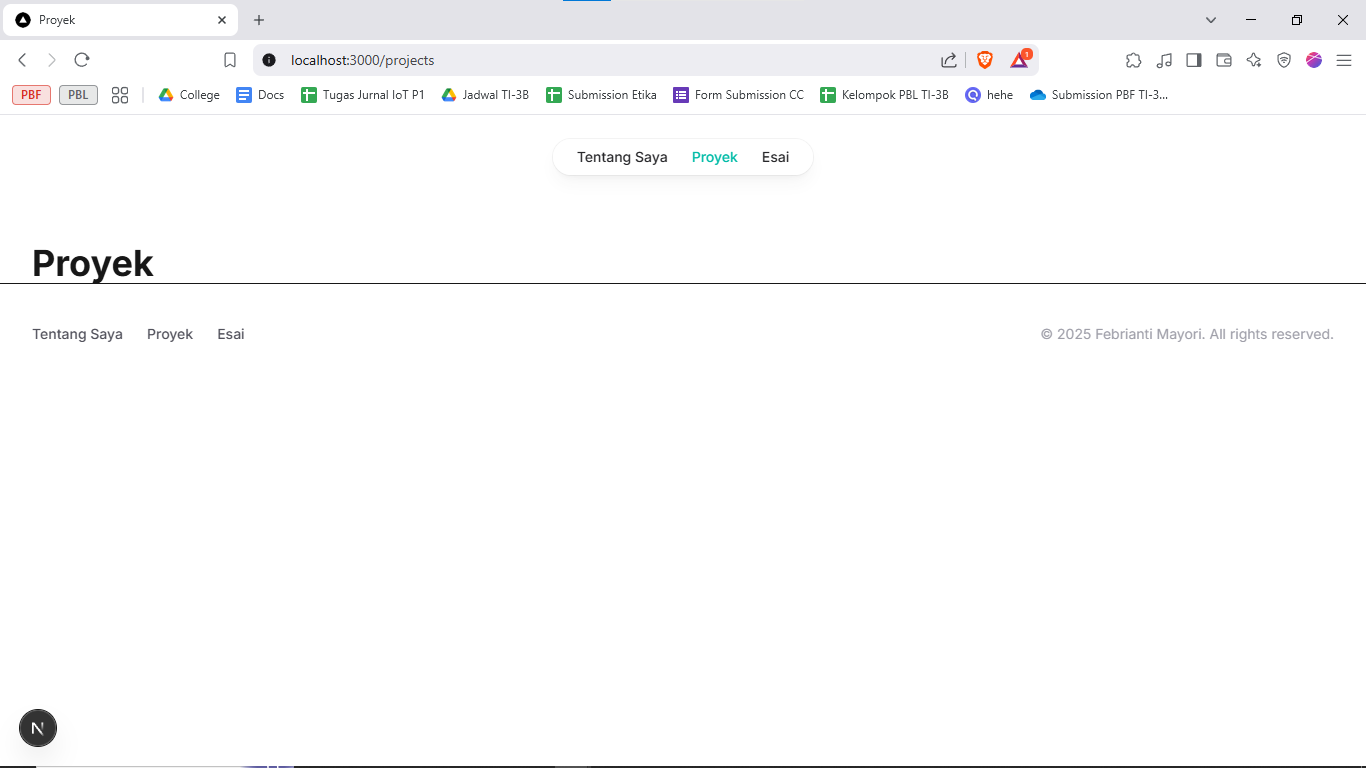 Proyek
localhost:3000/projects
1
PBF PBL College Docs Tugas Jurnal IoT P1 Jadwal TI-3B Submission Etika Form Submission CC Kelompok PBL TI-3B hehe Submission PBF TI-3...
Tentang Saya Proyek Esai
Proyek
Tentang Saya Proyek Esai © 2025 Febrianti Mayori. All rights reserved.
N